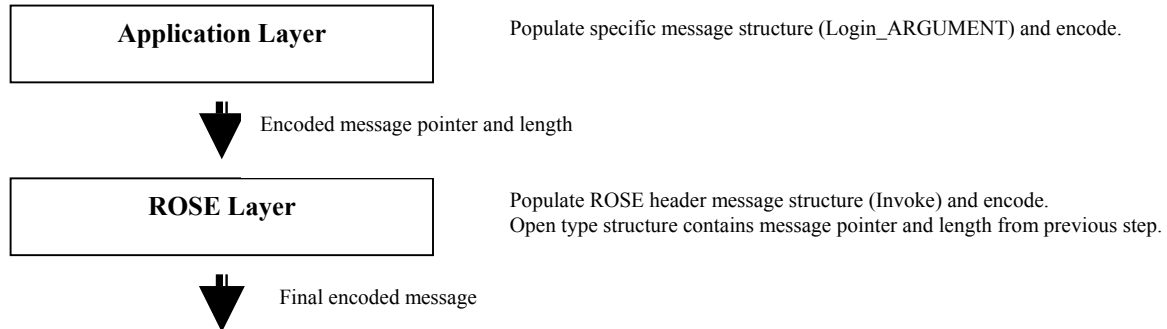 Application Layer
Populate specific message structure (Login_ARGUMENT) and encode.
Encoded message pointer and length
ROSE Layer
Populate ROSE header message structure (Invoke) and encode.
Open type structure contains message pointer and length from previous step.
Final encoded message